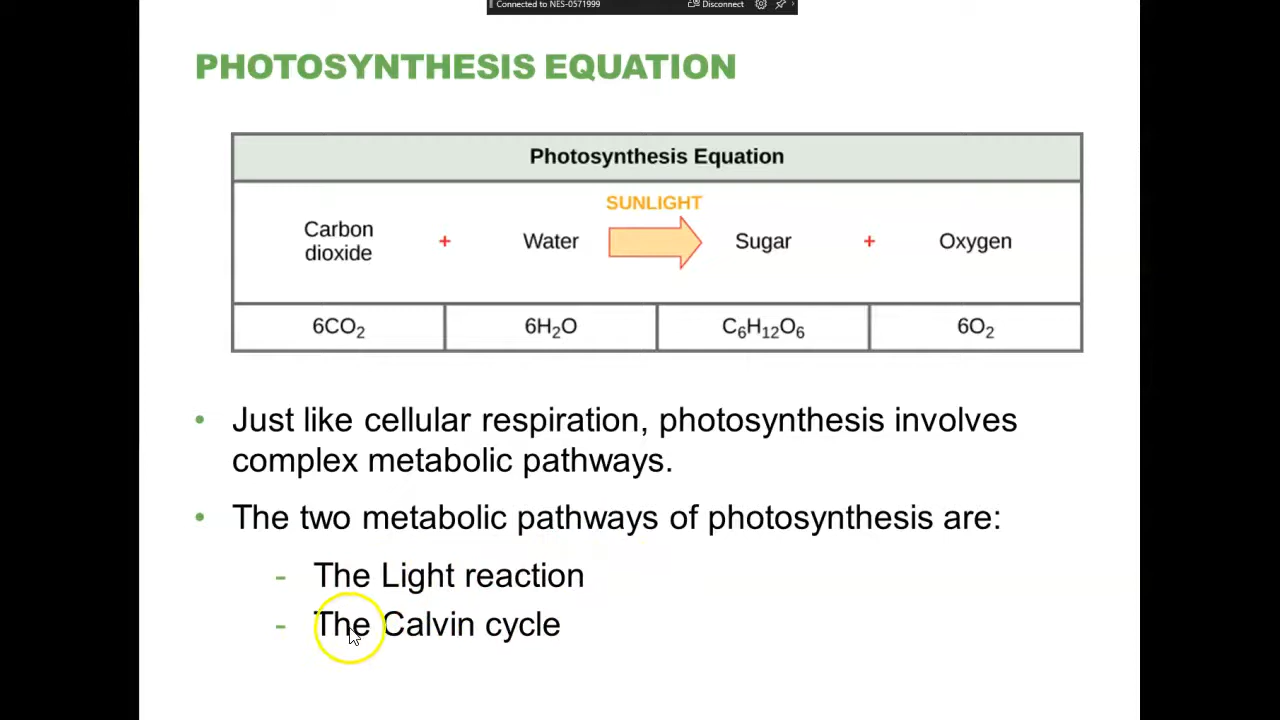 Connected to NES-0571999 Disconnect
PHOTOSYNTHESIS EQUATION
Photosynthesis Equation
SUNLIGHT
Carbon
dioxide
+ Water Sugar + Oxygen
6CO₂ 6H₂O C₆H₁₂O₆ 6O₂
• Just like cellular respiration, photosynthesis involves
complex metabolic pathways.
• The two metabolic pathways of photosynthesis are:
- The Light reaction
- The Calvin cycle